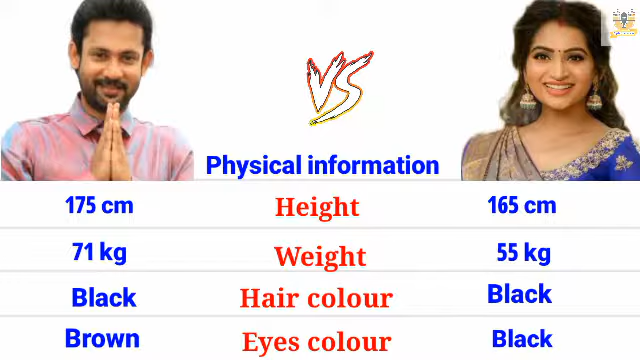 VS
Physical information
175 cm Height 165 cm
71 kg Weight 55 kg
Black Hair colour Black
Brown Eyes colour Black